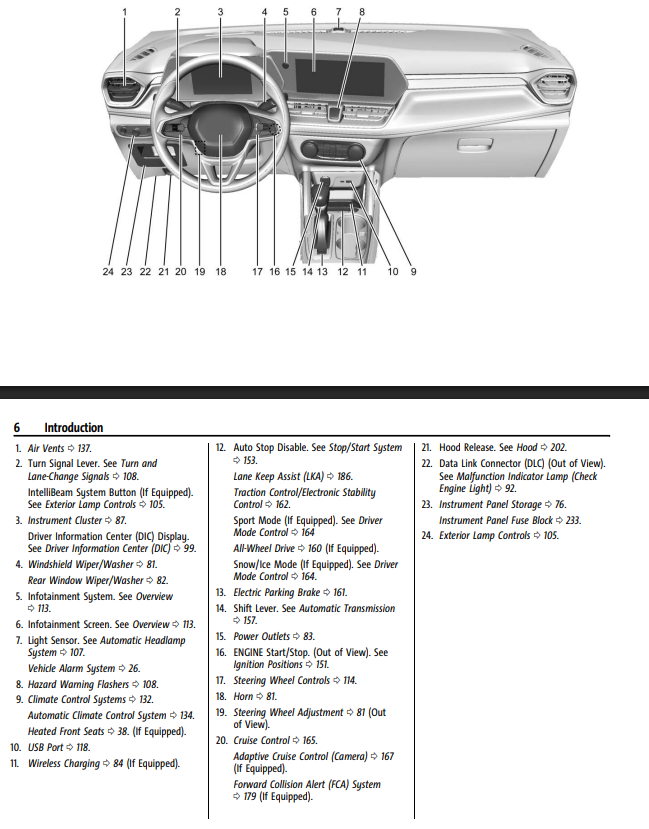 1 2 3 4 5 6 7 8
24 23 22 21 20 19 18 17 16 15 14 13 12 11 10 9
6 Introduction
1. Air Vents ➪ 137.
2. Turn Signal Lever. See Turn and
Lane-Change Signals ➪ 108.
IntelliBeam System Button (If Equipped).
See Exterior Lamp Controls ➪ 105.
3. Instrument Cluster ➪ 87.
Driver Information Center (DIC) Display.
See Driver Information Center (DIC) ➪ 99.
4. Windshield Wiper/Washer ➪ 81.
Rear Window Wiper/Washer ➪ 82.
5. Infotainment System. See Overview
➪ 113.
6. Infotainment Screen. See Overview ➪ 113.
7. Light Sensor. See Automatic Headlamp
System ➪ 107.
Vehicle Alarm System ➪ 26.
8. Hazard Warning Flashers ➪ 108.
9. Climate Control Systems ➪ 132.
Automatic Climate Control System ➪ 134.
Heated Front Seats ➪ 38. (If Equipped).
10. USB Port ➪ 118.
11. Wireless Charging ➪ 84 (If Equipped).
12. Auto Stop Disable. See Stop/Start System
➪ 153.
Lane Keep Assist (LKA) ➪ 186.
Traction Control/Electronic Stability
Control ➪ 162.
Sport Mode (If Equipped). See Driver
Mode Control ➪ 164
All-Wheel Drive ➪ 160 (If Equipped).
Snow/Ice Mode (If Equipped). See Driver
Mode Control ➪ 164.
13. Electric Parking Brake ➪ 161.
14. Shift Lever. See Automatic Transmission
➪ 157.
15. Power Outlets ➪ 83.
16. ENGINE Start/Stop. (Out of View). See
Ignition Positions ➪ 151.
17. Steering Wheel Controls ➪ 114.
18. Horn ➪ 81.
19. Steering Wheel Adjustment ➪ 81 (Out
of View).
20. Cruise Control ➪ 165.
Adaptive Cruise Control (Camera) ➪ 167
(If Equipped).
Forward Collision Alert (FCA) System
➪ 179 (If Equipped).
21. Hood Release. See Hood ➪ 202.
22. Data Link Connector (DLC) (Out of View).
See Malfunction Indicator Lamp (Check
Engine Light) ➪ 92.
23. Instrument Panel Storage ➪ 76.
Instrument Panel Fuse Block ➪ 233.
24. Exterior Lamp Controls ➪ 105.